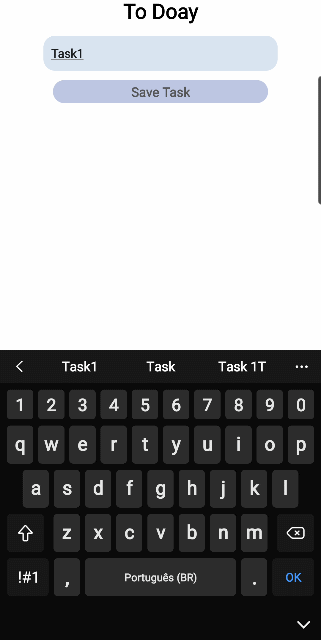 To Doay
Task1
Save Task
Task1 Task Task 1T
1 2 3 4 5 6 7 8 9 0
q w e r t y u i o p
a s d f g h j k l
z x c v b n m
!#1 , Português (BR) . OK